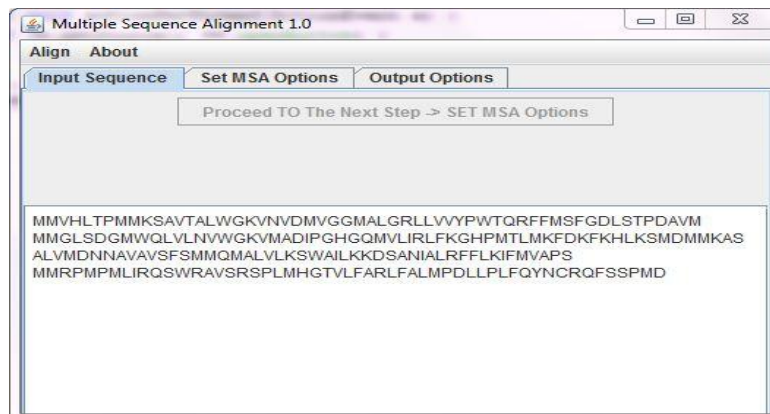 Multiple Sequence Alignment 1.0
Align About
Input Sequence Set MSA Options Output Options
Proceed TO The Next Step -> SET MSA Options
MMVHLTPMMKSAVTALWGKVNVDMVGGMALGRLLVVYPWTQRFFMSFGDLSTPDAVM
MMGLSDGMWQLVLNVWGKVMADIPGHGQMVLIRLFKGHPMTLMKFDKFKHLKSMDMMKAS
ALVMDNNAVAVSFSMMQMALVLKSWAILKKDSANIALRFFLKIFMVAPS
MMRPMPMLIRQSWRAVSRSPLMHGTVLFARLFALMPDLLPLFQYNCRQFSSPMD